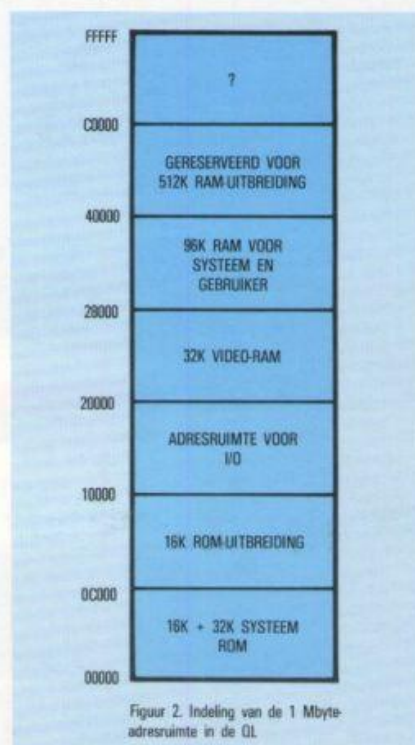 FFFFF
?
C0000
GERESERVEERD VOOR
512K RAM-UITBREIDING
40000
96K RAM VOOR
SYSTEEM EN
GEBRUIKER
28000
32K VIDEO-RAM
20000
ADRESRUIMTE VOOR
I/O
10000
16K ROM-UITBREIDING
0C000
16K + 32K SYSTEEM
ROM
00000
Figuur 2. Indeling van de 1 Mbyte-
adresruimte in de QL